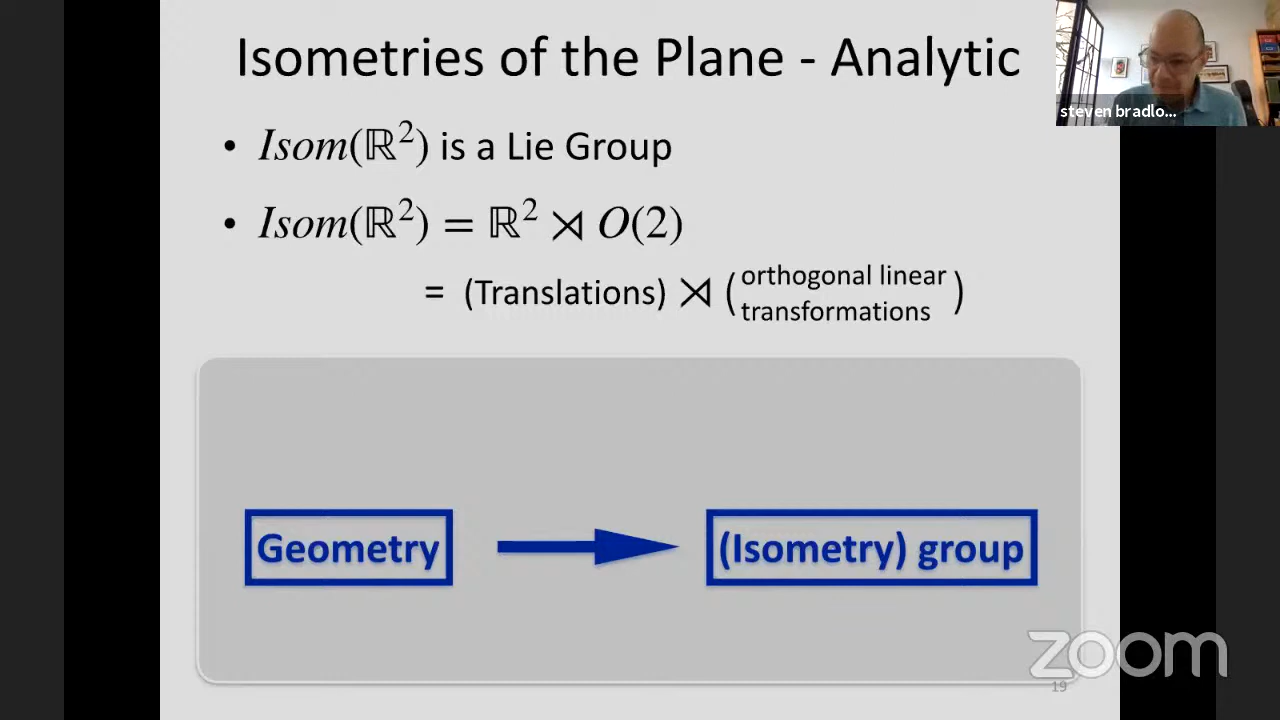 Isometries of the Plane - Analytic
steven bradlo...
• Isom(ℝ²) is a Lie Group
• Isom(ℝ²) = ℝ² ⋊ O(2)
= (Translations) ⋊ (orthogonal linear
transformations)
Geometry
(Isometry) group
zoom
19